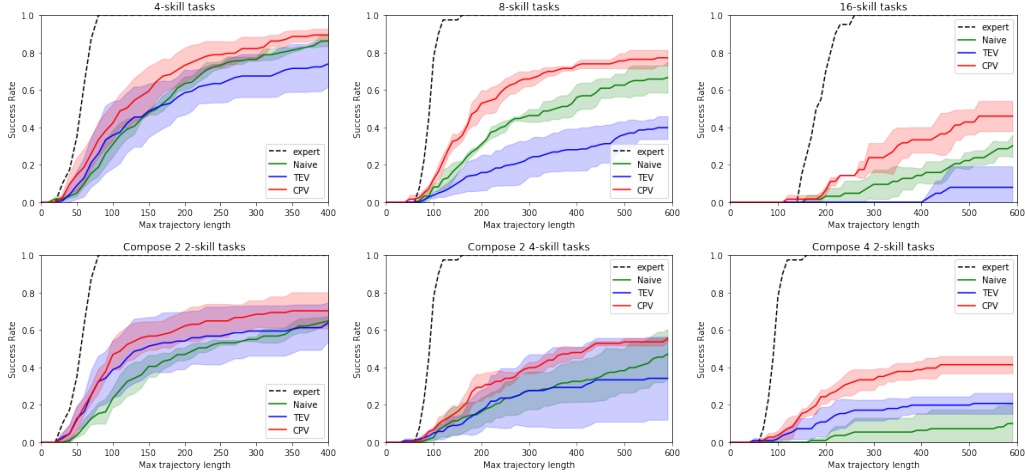 4-skill tasks
Success Rate
1.0
0.8
0.6
0.4
0.2
0.0
0 50 100 150 200 250 300 350 400
Max trajectory length
expert
Naive
TEV
CPV
8-skill tasks
Success Rate
1.0
0.8
0.6
0.4
0.2
0.0
0 100 200 300 400 500 600
Max trajectory length
expert
Naive
TEV
CPV
16-skill tasks
Success Rate
1.0
0.8
0.6
0.4
0.2
0.0
0 100 200 300 400 500 600
Max trajectory length
expert
Naive
TEV
CPV
Compose 2 2-skill tasks
Success Rate
1.0
0.8
0.6
0.4
0.2
0.0
0 50 100 150 200 250 300 350 400
Max trajectory length
expert
Naive
TEV
CPV
Compose 2 4-skill tasks
Success Rate
1.0
0.8
0.6
0.4
0.2
0.0
0 100 200 300 400 500 600
Max trajectory length
expert
Naive
TEV
CPV
Compose 4 2-skill tasks
Success Rate
1.0
0.8
0.6
0.4
0.2
0.0
0 100 200 300 400 500 600
Max trajectory length
expert
Naive
TEV
CPV